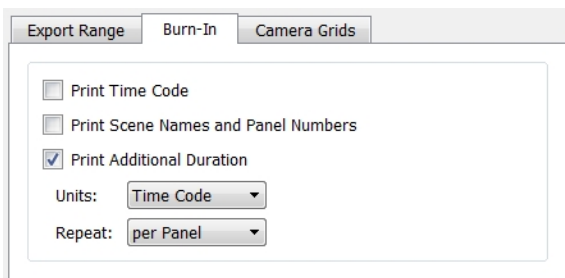 Export Range Burn-In Camera Grids
Print Time Code
Print Scene Names and Panel Numbers
Print Additional Duration
Units: Time Code
Repeat: per Panel